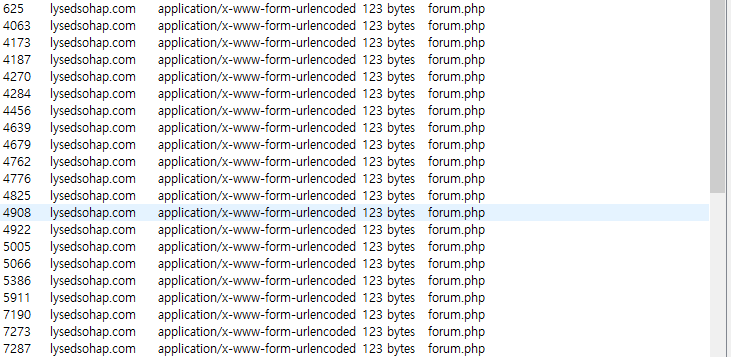 625 lysedsohap.com application/x-www-form-urlencoded 123 bytes forum.php
4063 lysedsohap.com application/x-www-form-urlencoded 123 bytes forum.php
4173 lysedsohap.com application/x-www-form-urlencoded 123 bytes forum.php
4187 lysedsohap.com application/x-www-form-urlencoded 123 bytes forum.php
4270 lysedsohap.com application/x-www-form-urlencoded 123 bytes forum.php
4284 lysedsohap.com application/x-www-form-urlencoded 123 bytes forum.php
4456 lysedsohap.com application/x-www-form-urlencoded 123 bytes forum.php
4639 lysedsohap.com application/x-www-form-urlencoded 123 bytes forum.php
4679 lysedsohap.com application/x-www-form-urlencoded 123 bytes forum.php
4762 lysedsohap.com application/x-www-form-urlencoded 123 bytes forum.php
4776 lysedsohap.com application/x-www-form-urlencoded 123 bytes forum.php
4825 lysedsohap.com application/x-www-form-urlencoded 123 bytes forum.php
4908 lysedsohap.com application/x-www-form-urlencoded 123 bytes forum.php
4922 lysedsohap.com application/x-www-form-urlencoded 123 bytes forum.php
5005 lysedsohap.com application/x-www-form-urlencoded 123 bytes forum.php
5066 lysedsohap.com application/x-www-form-urlencoded 123 bytes forum.php
5386 lysedsohap.com application/x-www-form-urlencoded 123 bytes forum.php
5911 lysedsohap.com application/x-www-form-urlencoded 123 bytes forum.php
7190 lysedsohap.com application/x-www-form-urlencoded 123 bytes forum.php
7273 lysedsohap.com application/x-www-form-urlencoded 123 bytes forum.php
7287 lysedsohap.com application/x-www-form-urlencoded 123 bytes forum.php